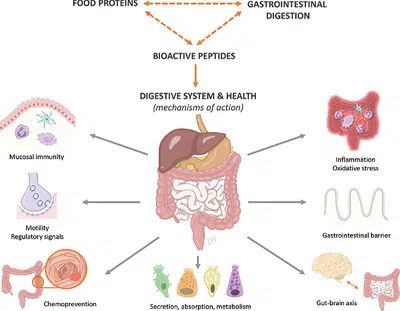 FOOD PROTEINS
GASTROINTESTINAL
DIGESTION
BIOACTIVE PEPTIDES
DIGESTIVE SYSTEM & HEALTH
(mechanisms of action)
Mucosal immunity
Inflammation
Oxidative stress
Motility
Regulatory signals
Gastrointestinal barrier
Chemoprevention
Secretion, absorption, metabolism
Gut-brain axis